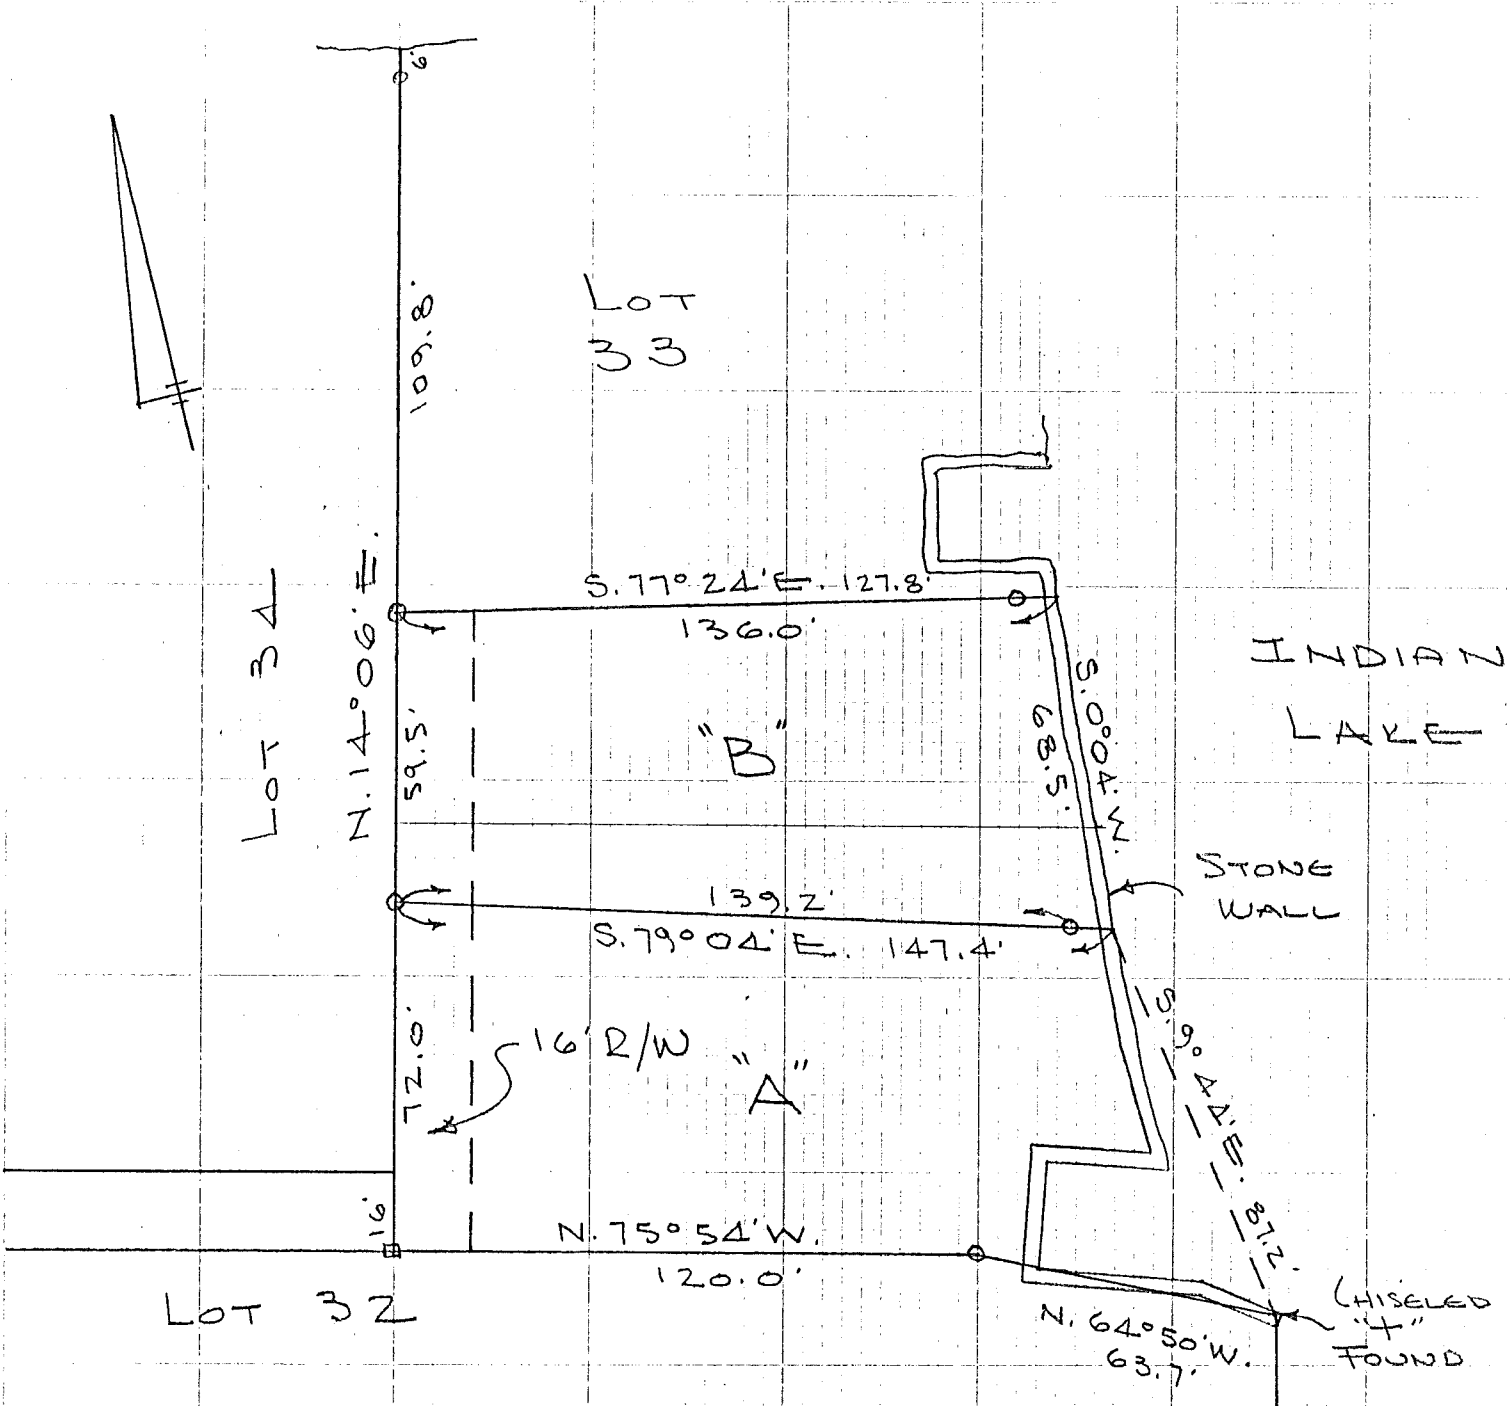 6'
109.8'
LOT
33
LOT 34
N. 14° 06' E.
S. 77° 24' E. 127.8'
136.0'
59.5'
"B"
S. 0° 04' W.
68.5'
INDIAN
LAKE
STONE
WALL
139.2'
S. 79° 04' E. 147.4'
72.0'
16' R/W
"A"
S. 9° 44' E. 87.2'
16'
N. 75° 54' W.
120.0'
LOT 32
N. 64° 50' W.
63.7'
CHISELED
"+"
FOUND